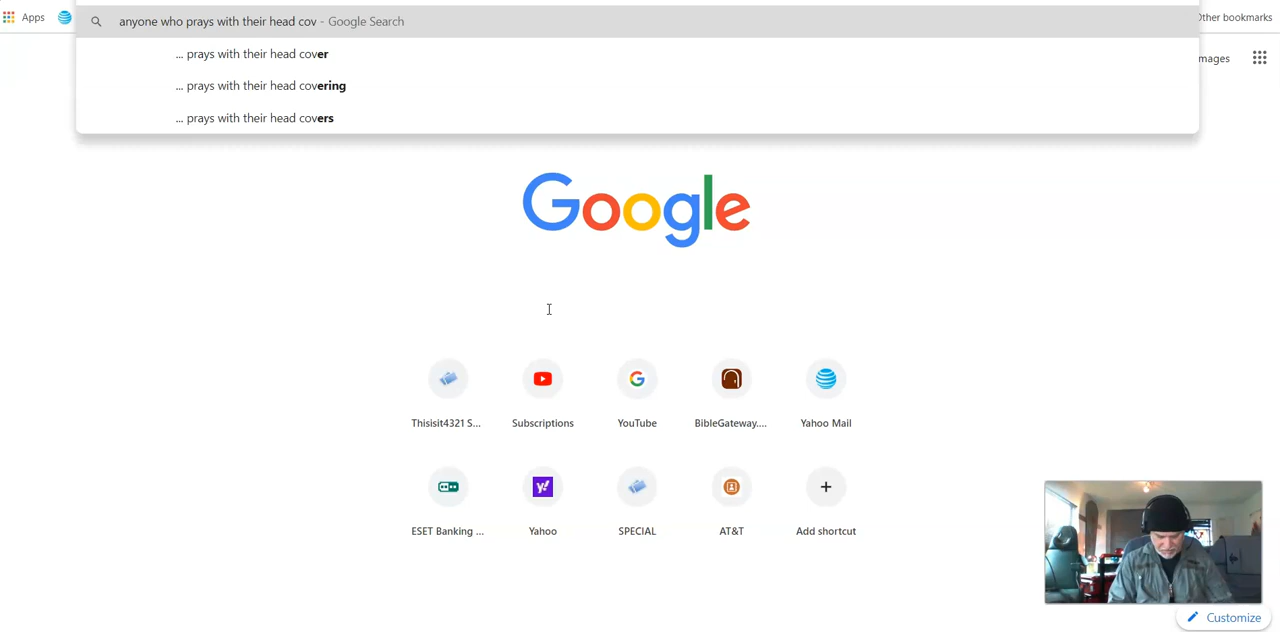 Apps
anyone who prays with their head cov - Google Search
Other bookmarks
... prays with their head cover
mages
... prays with their head covering
... prays with their head covers
Google
Thisisit4321 S...
Subscriptions
YouTube
BibleGateway....
Yahoo Mail
ESET Banking ...
Yahoo
SPECIAL
AT&T
Add shortcut
Customize